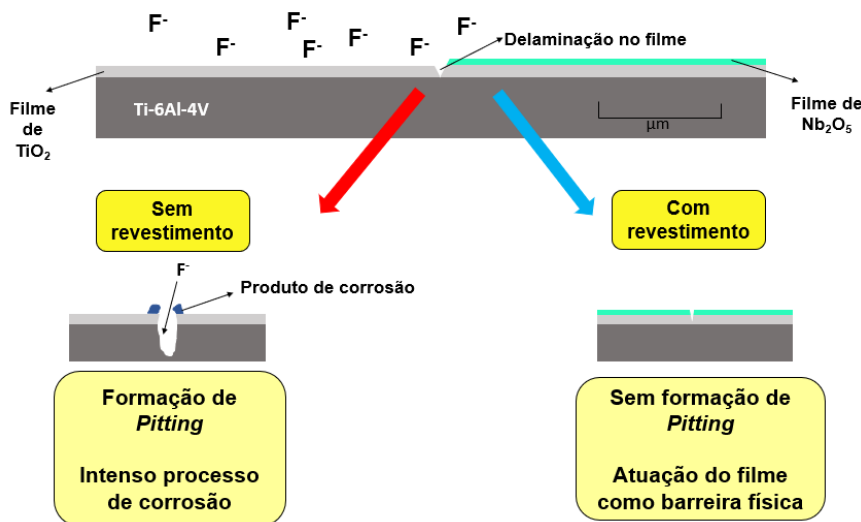 F-
F-
F-
F-
F-
F-
F-
Delaminação no filme
Filme
de
TiO2
Ti-6Al-4V
μm
Filme de
Nb2O5
Sem
revestimento
Com
revestimento
F-
Produto de corrosão
Formação de
Pitting
Intenso processo
de corrosão
Sem formação de
Pitting
Atuação do filme
como barreira física